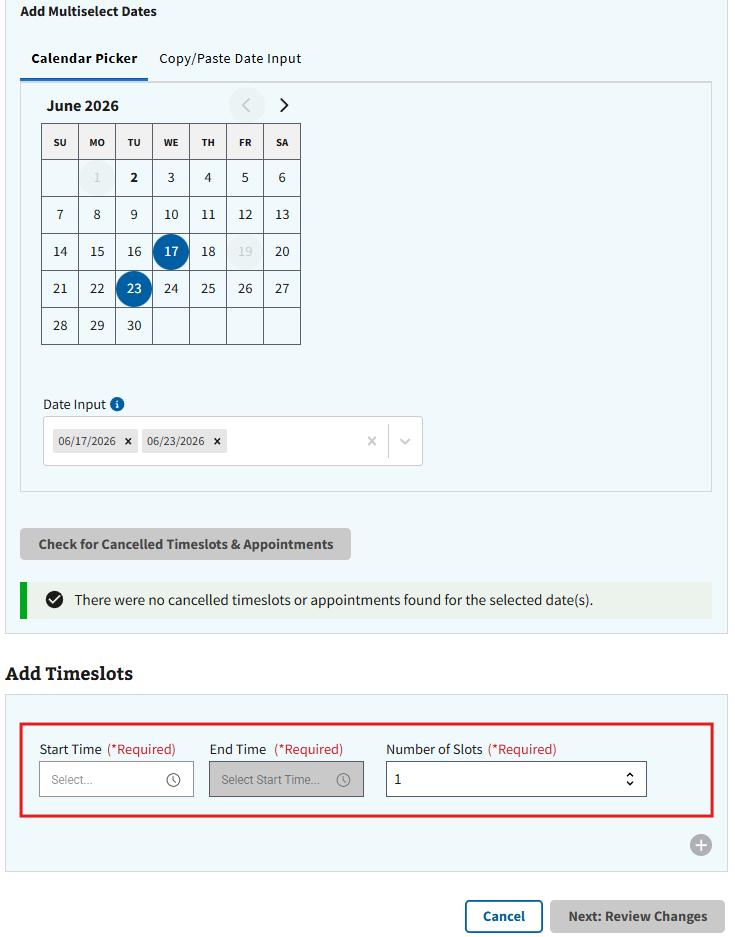 Add Multiselect Dates
Calendar Picker Copy/Paste Date Input
June 2026
SU MO TU WE TH FR SA
1 2 3 4 5 6
7 8 9 10 11 12 13
14 15 16 17 18 19 20
21 22 23 24 25 26 27
28 29 30
Date Input
06/17/2026 06/23/2026
Check for Cancelled Timeslots & Appointments
There were no cancelled timeslots or appointments found for the selected date(s).
Add Timeslots
Start Time (*Required) End Time (*Required) Number of Slots (*Required)
Select... Select Start Time... 1
Cancel Next: Review Changes